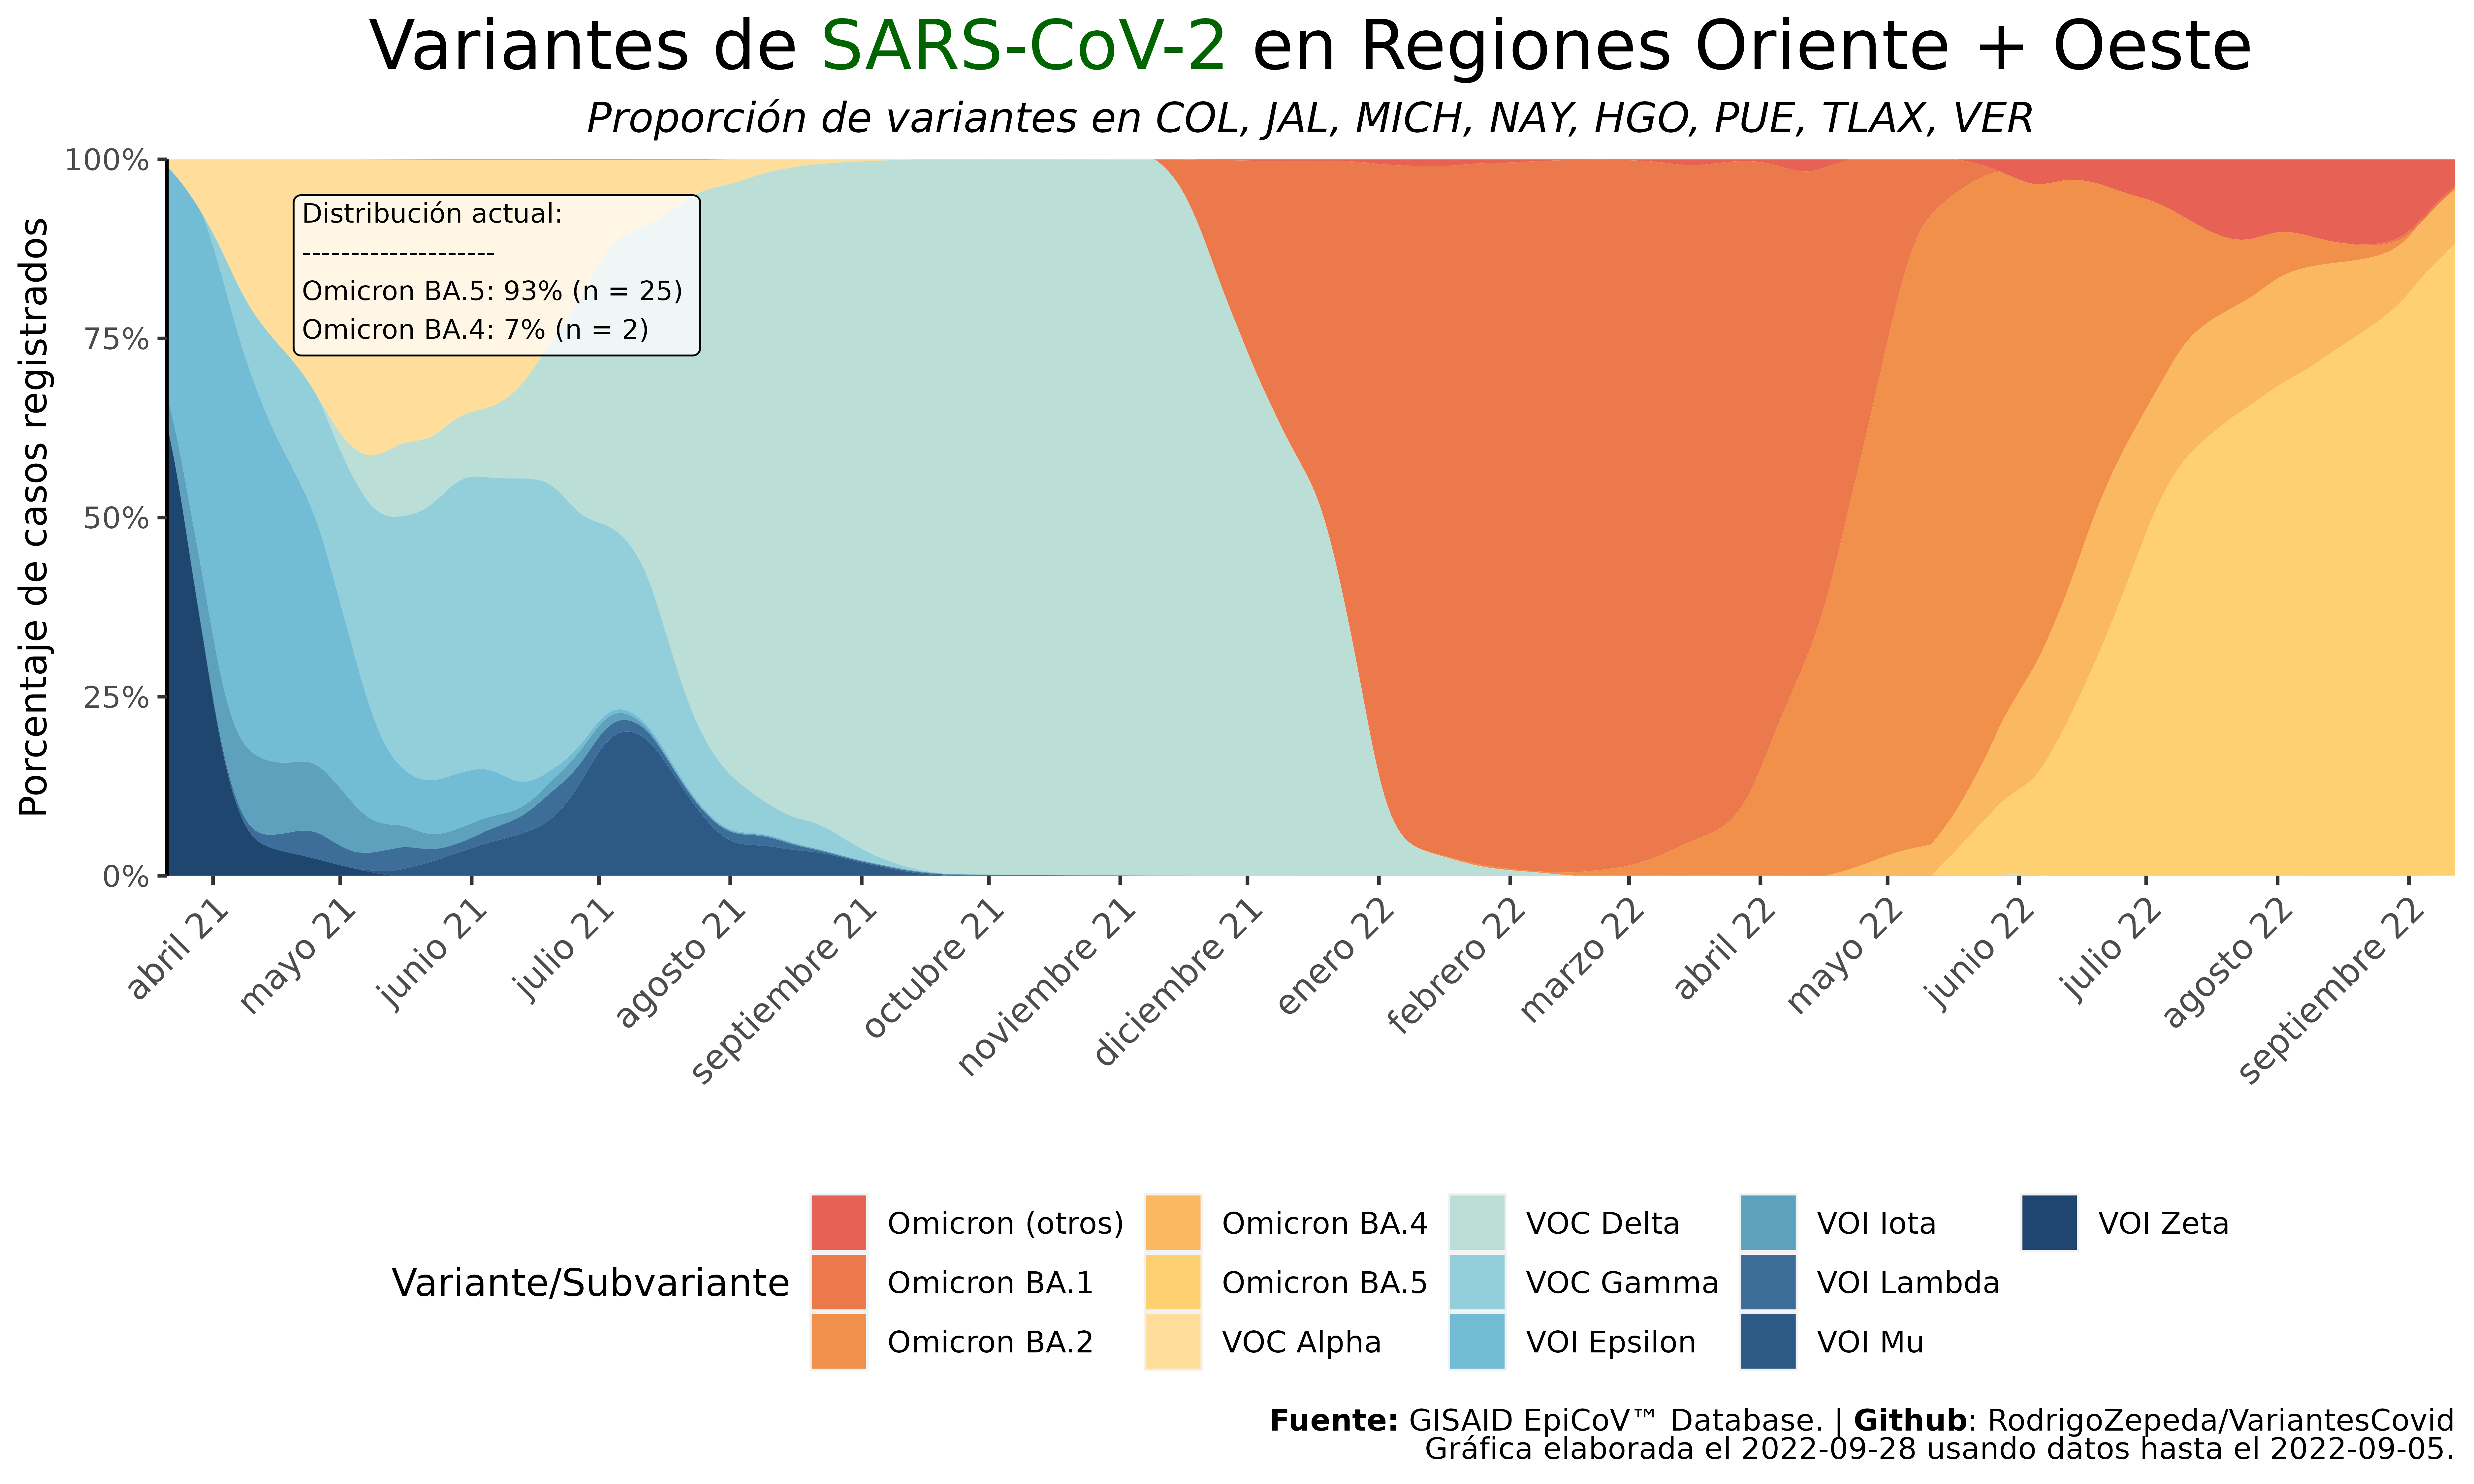 Variantes de SARS-CoV-2 en Regiones Oriente + Oeste
Proporción de variantes en COL, JAL, MICH, NAY, HGO, PUE, TLAX, VER
Porcentaje de casos registrados
100%
75%
50%
25%
0%
Distribución actual:
---------------------
Omicron BA.5: 93% (n = 25)
Omicron BA.4: 7% (n = 2)
abril 21
mayo 21
junio 21
julio 21
agosto 21
septiembre 21
octubre 21
noviembre 21
diciembre 21
enero 22
febrero 22
marzo 22
abril 22
mayo 22
junio 22
julio 22
agosto 22
septiembre 22
Variante/Subvariante
Omicron (otros)
Omicron BA.1
Omicron BA.2
Omicron BA.4
Omicron BA.5
VOC Alpha
VOC Delta
VOC Gamma
VOI Epsilon
VOI Iota
VOI Lambda
VOI Mu
VOI Zeta
Fuente: GISAID EpiCoV™ Database. | Github: RodrigoZepeda/VariantesCovid
Gráfica elaborada el 2022-09-28 usando datos hasta el 2022-09-05.